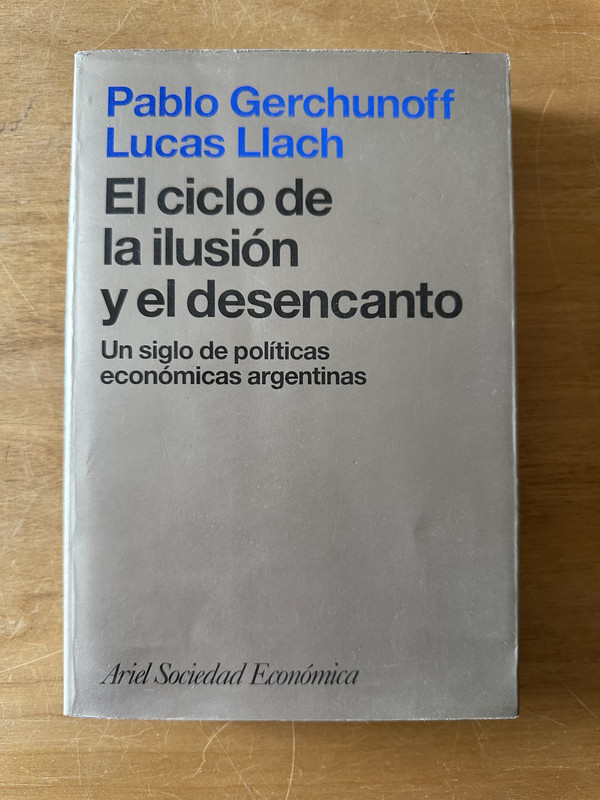 Pablo Gerchunoff
Lucas Llach
El ciclo de
la ilusión
y el desencanto
Un siglo de políticas
económicas argentinas
Ariel Sociedad Económica